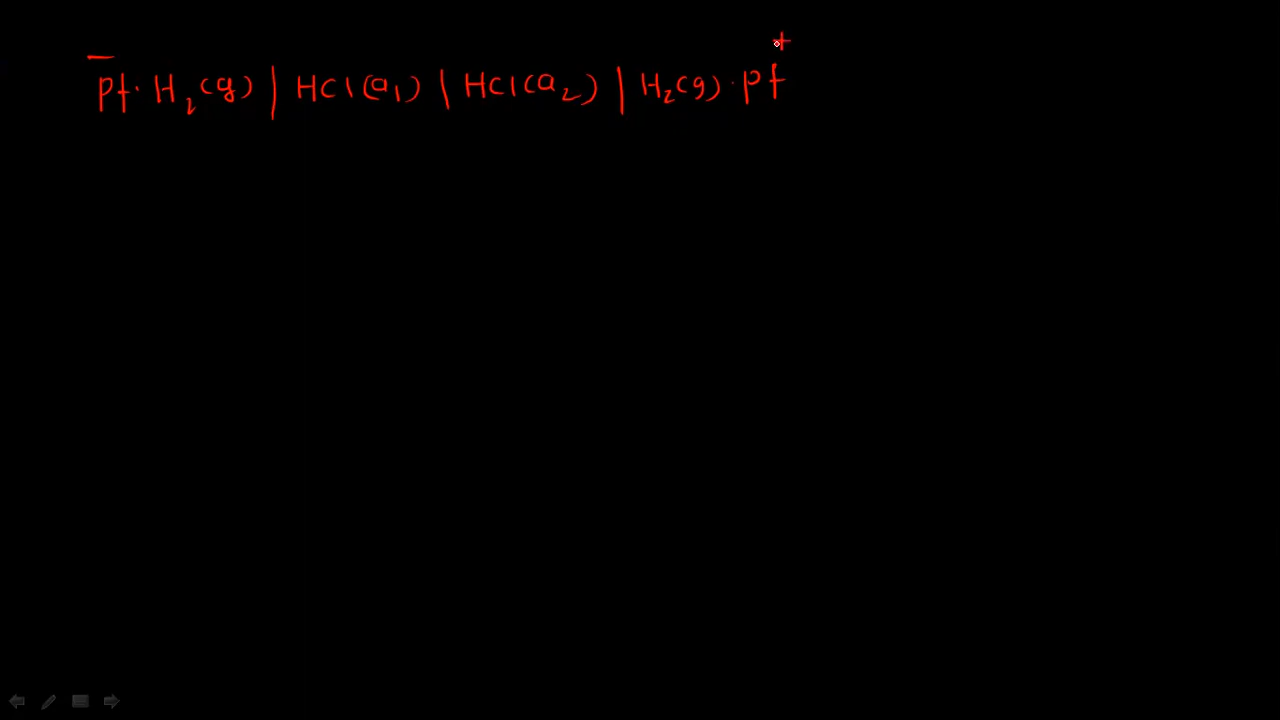 − +
Pt. H₂(g) | HCl(a₁) | HCl(a₂) | H₂(g). Pt